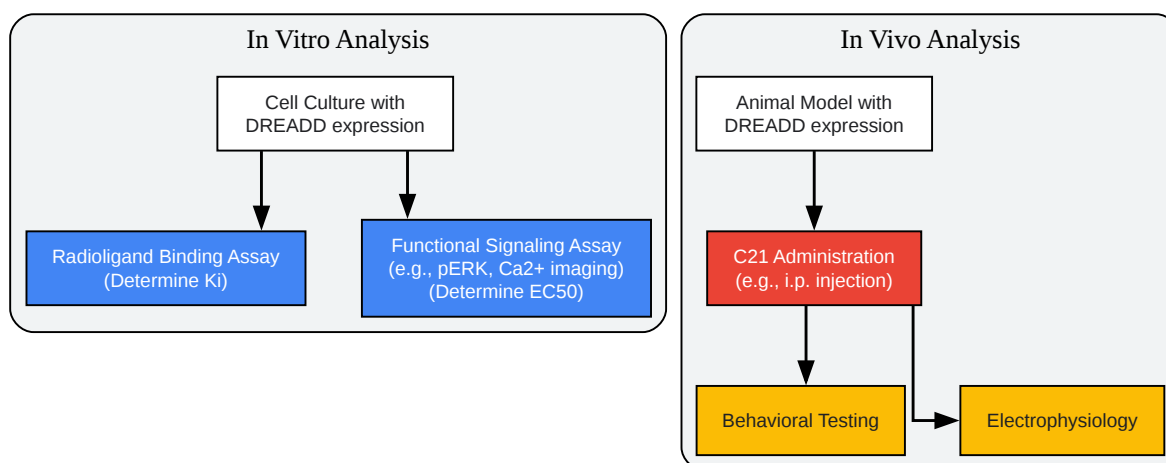 In Vitro Analysis
Cell Culture with
DREADD expression
Radioligand Binding Assay
(Determine Ki)
Functional Signaling Assay
(e.g., pERK, Ca2+ imaging)
(Determine EC50)
In Vivo Analysis
Animal Model with
DREADD expression
C21 Administration
(e.g., i.p. injection)
Behavioral Testing
Electrophysiology